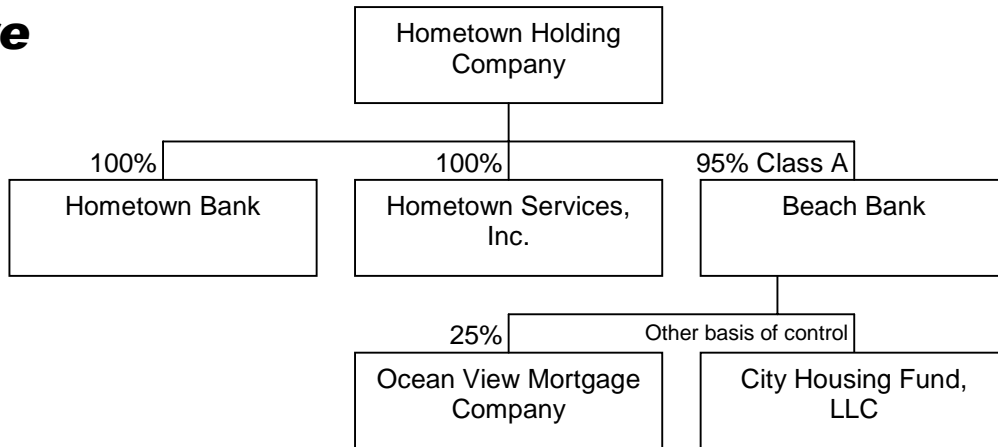 Hometown Holding
Company
100%
100%
95% Class A
Hometown Bank
Hometown Services,
Inc.
Beach Bank
25%
Other basis of control
Ocean View Mortgage
Company
City Housing Fund,
LLC